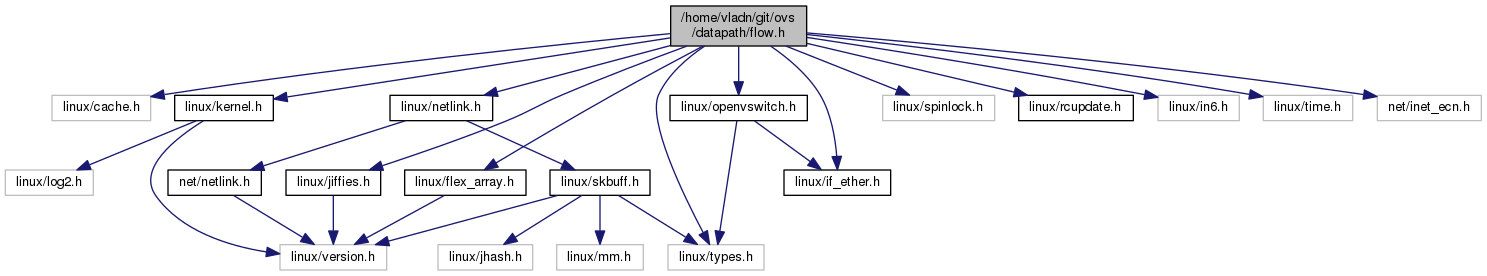 /home/vladn/git/ovs
/datapath/flow.h
linux/cache.h
linux/kernel.h
linux/netlink.h
linux/openvswitch.h
linux/spinlock.h
linux/rcupdate.h
linux/in6.h
linux/time.h
net/inet_ecn.h
linux/log2.h
net/netlink.h
linux/jiffies.h
linux/flex_array.h
linux/skbuff.h
linux/if_ether.h
linux/version.h
linux/jhash.h
linux/mm.h
linux/types.h